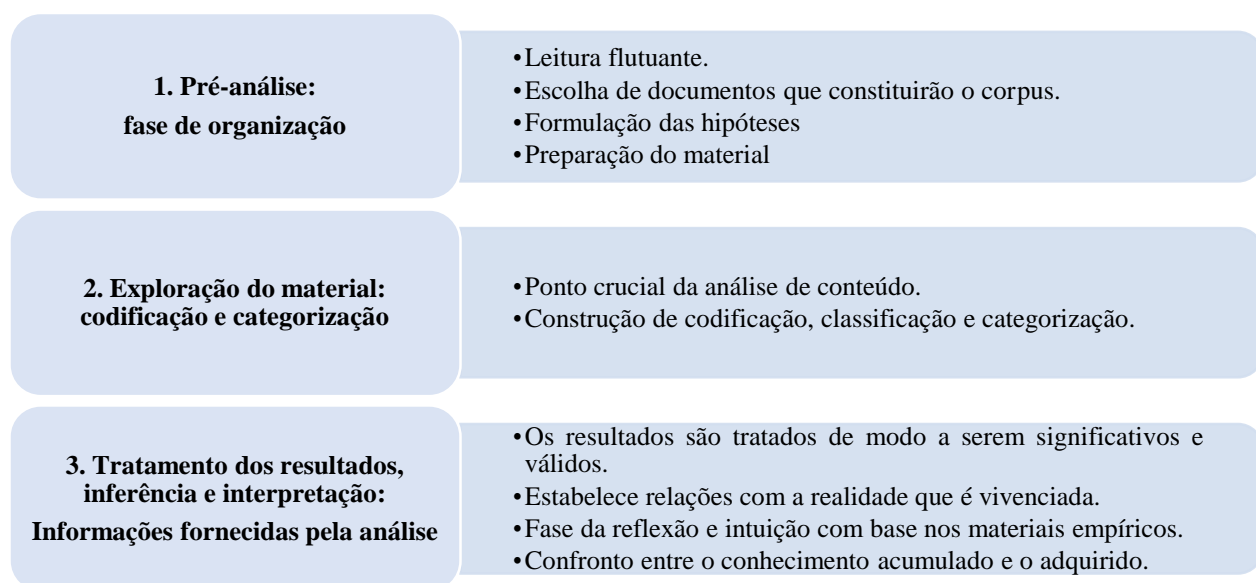 1. Pré-análise:
fase de organização
•Leitura flutuante.
•Escolha de documentos que constituirão o corpus.
•Formulação das hipóteses
•Preparação do material
2. Exploração do material:
codificação e categorização
•Ponto crucial da análise de conteúdo.
•Construção de codificação, classificação e categorização.
3. Tratamento dos resultados,
inferência e interpretação:
Informações fornecidas pela análise
•Os resultados são tratados de modo a serem significativos e
válidos.
•Estabelece relações com a realidade que é vivenciada.
•Fase da reflexão e intuição com base nos materiais empíricos.
•Confronto entre o conhecimento acumulado e o adquirido.